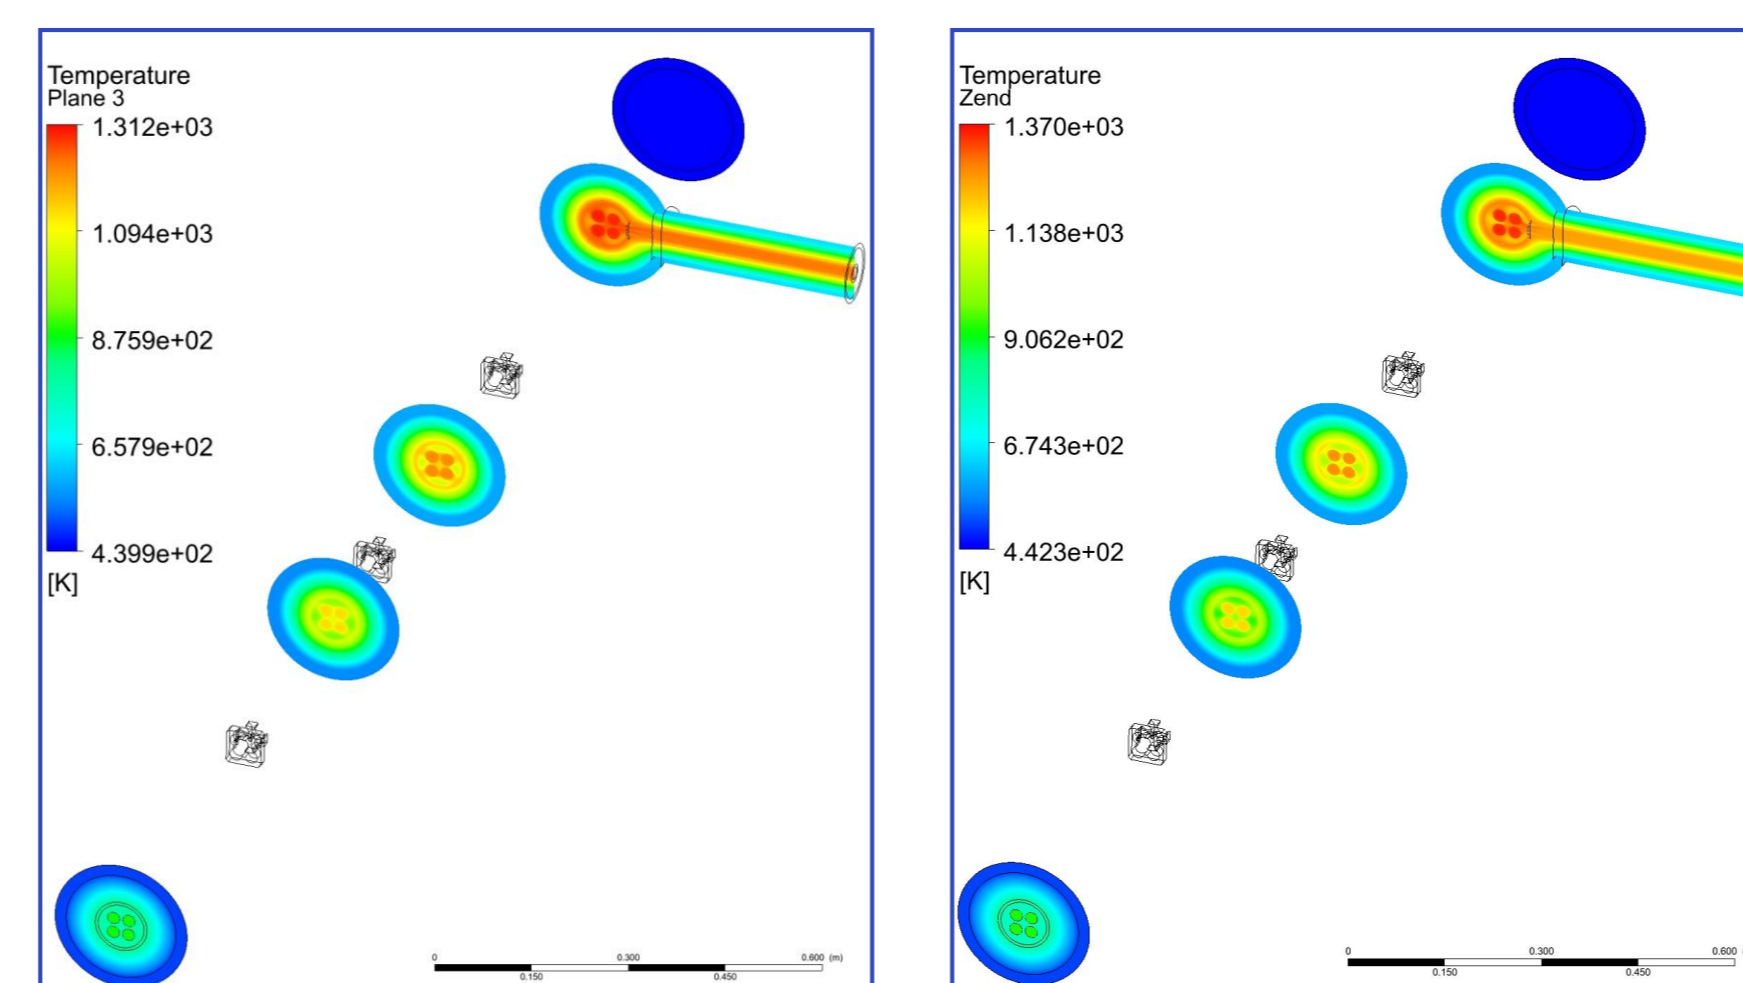 Temperature
Plane 3
1.312e+03
1.094e+03
8.759e+02
6.579e+02
4.399e+02
[K]
0 0.300 0.600 (m)
0.150 0.450
Temperature
Zend
1.370e+03
1.138e+03
9.062e+02
6.743e+02
4.423e+02
[K]
0 0.300 0.600
0.150 0.450